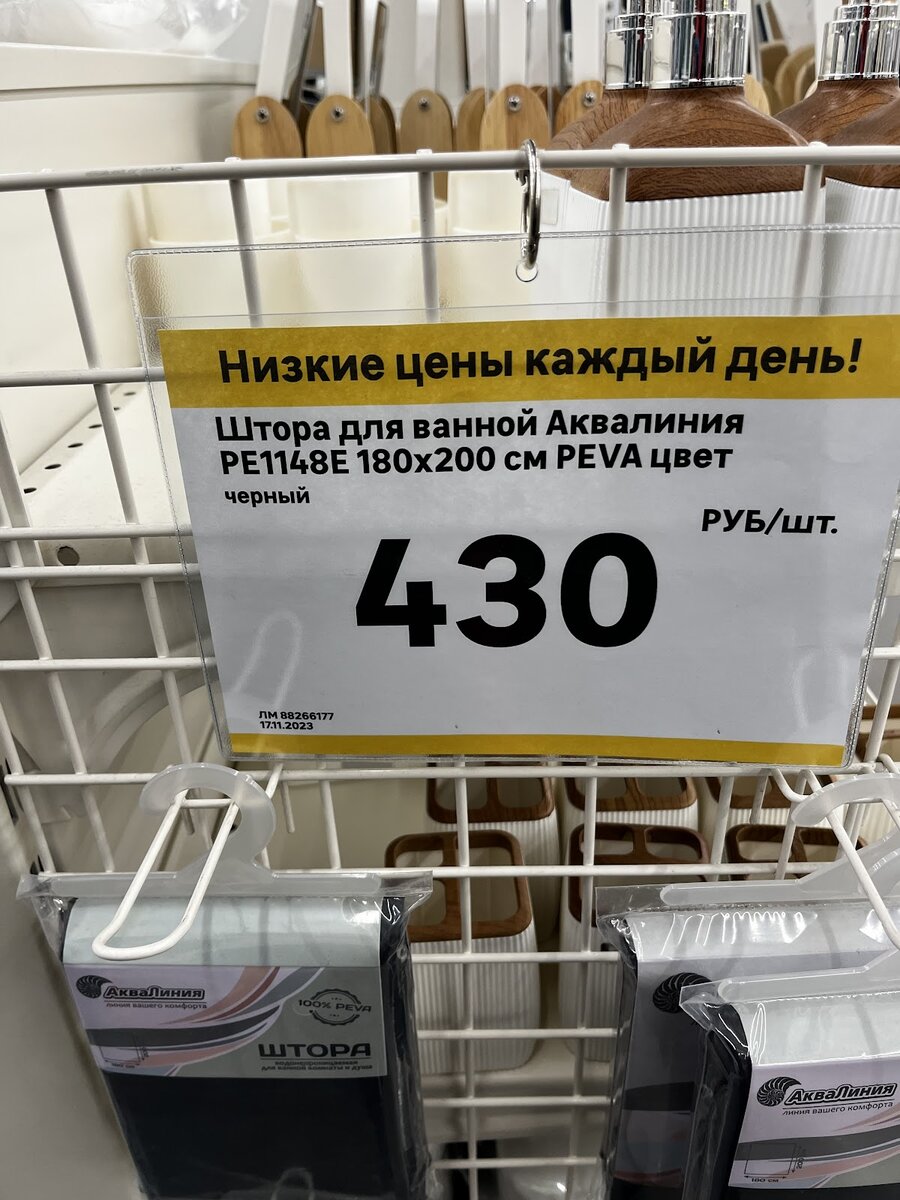 Низкие цены каждый день!
Штора для ванной Аквалиния
PE1148E 180x200 см PEVA цвет
черный
РУБ/шт.
430
ЛМ 88266177
17.11.2023
АкваЛиния
линия вашего комфорта
100% PEVA
ШТОРА
водонепроницаемая
для ванной комнаты и душа
АкваЛиния
линия вашего комфорта
180 см